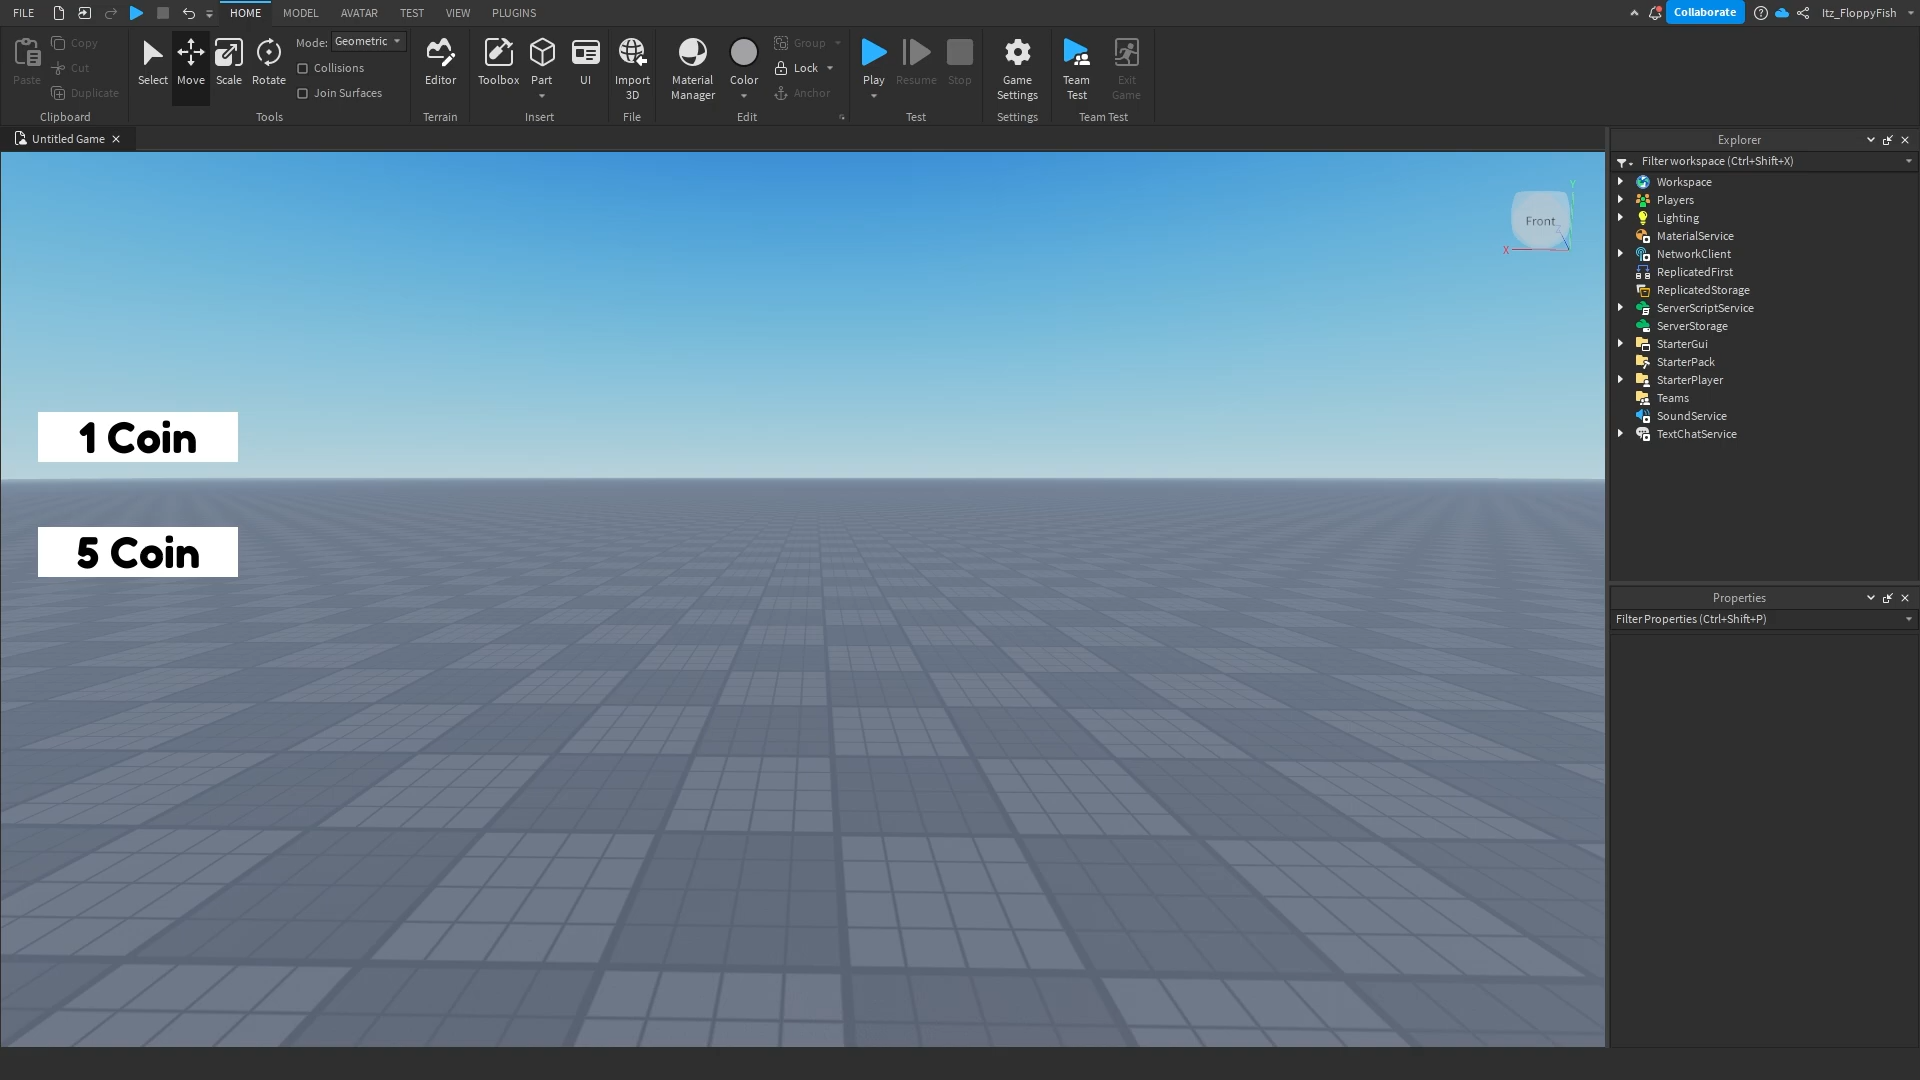 FILE HOME MODEL AVATAR TEST VIEW PLUGINS Collaborate Itz_FloppyFish
Paste Copy Cut Duplicate
Clipboard
Select Move Scale Rotate
Mode: Geometric
Collisions
Join Surfaces
Tools
Editor
Terrain
Toolbox Part UI
Insert
Import
3D
File
Material
Manager
Color
Group
Lock
Anchor
Edit
Play Resume Stop
Test
Game
Settings
Settings
Team
Test
Exit
Game
Team Test
Untitled Game
Front
X
Y
Z
1 Coin
5 Coin
Explorer
Filter workspace (Ctrl+Shift+X)
Workspace
Players
Lighting
MaterialService
NetworkClient
ReplicatedFirst
ReplicatedStorage
ServerScriptService
ServerStorage
StarterGui
StarterPack
StarterPlayer
Teams
SoundService
TextChatService
Properties
Filter Properties (Ctrl+Shift+P)